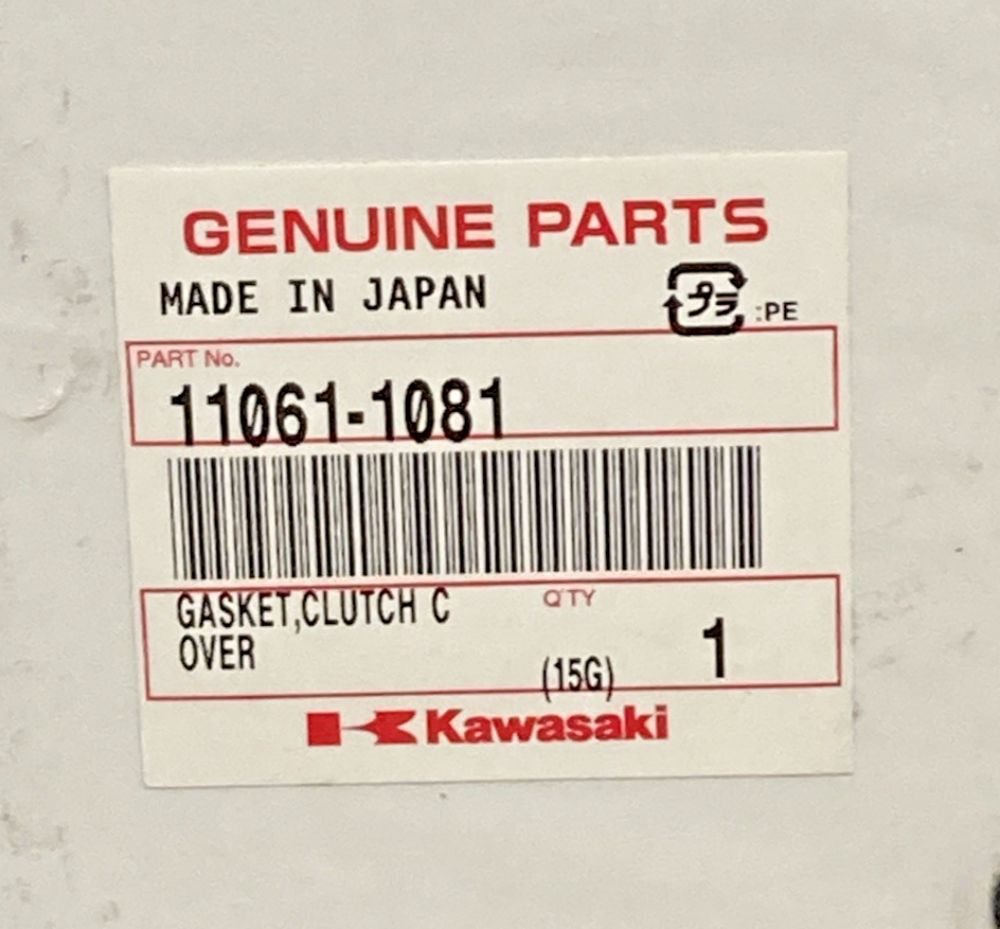 GENUINE PARTS
MADE IN JAPAN
プラ :PE
PART No.
11061-1081
GASKET,CLUTCH C
OVER
Q'TY
(15G) 1
Kawasaki